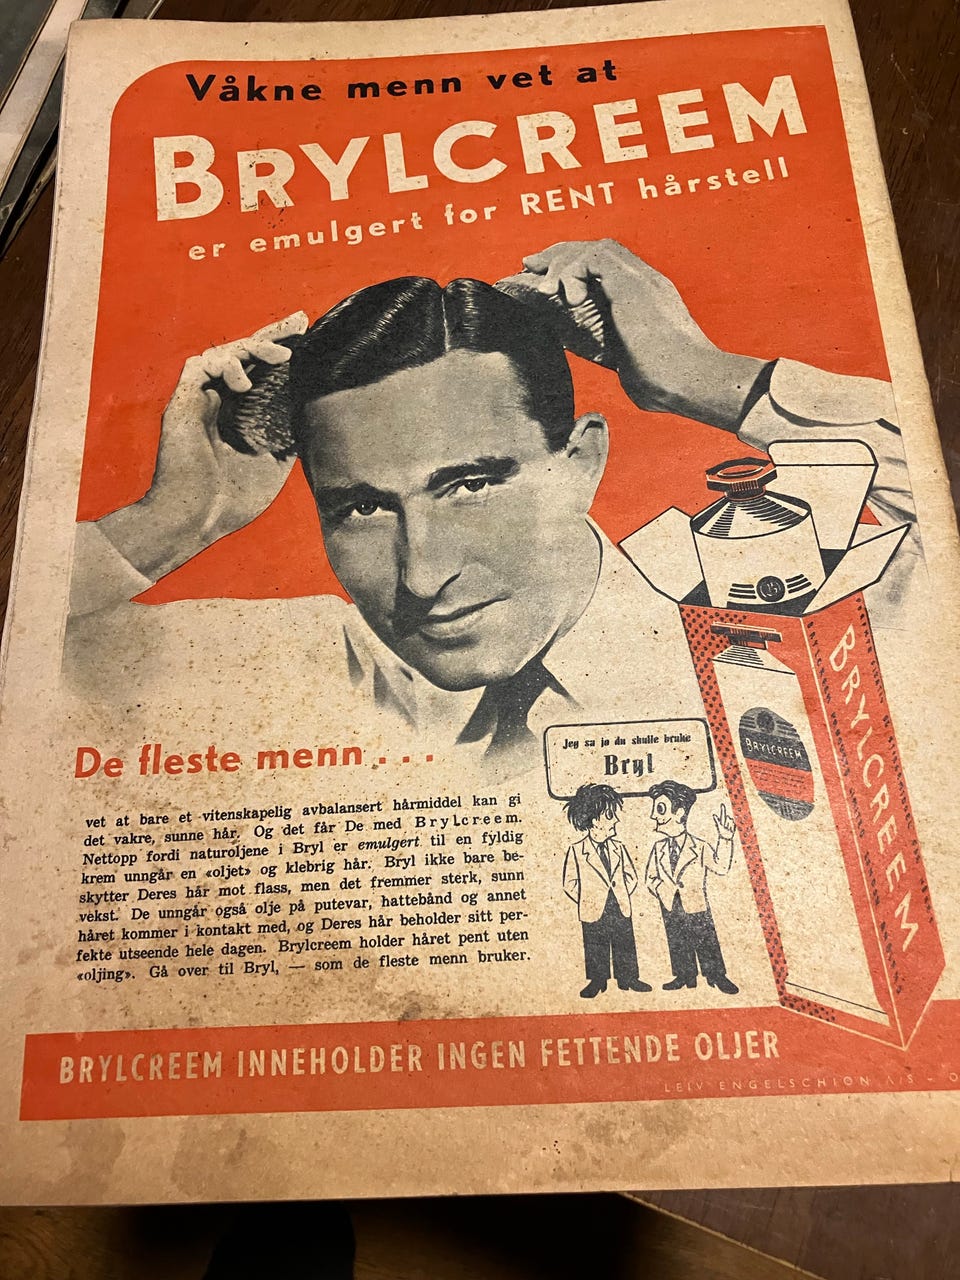 Våkne menn vet at
BRYLCREEM
er emulgert for RENT hårstell
BRYLCREEM
BRYLCREEM
De fleste menn . . .
Jeg sa jo du skulle bruke
Bryl
vet at bare et vitenskapelig avbalansert hårmiddel kan gi
det vakre, sunne hår. Og det får De med Brylcreem.
Nettopp fordi naturoljene i Bryl er emulgert til en fyldig
krem unngår en «oljet» og klebrig hår. Bryl ikke bare be-
skytter Deres hår mot flass, men det fremmer sterk, sunn
vekst. De unngår også olje på putevar, hattebånd og annet
håret kommer i kontakt med, og Deres hår beholder sitt per-
fekte utseende hele dagen. Brylcreem holder håret pent uten
«oljing». Gå over til Bryl, — som de fleste menn bruker.
BRYLCREEM INNEHOLDER INGEN FETTENDE OLJER
LEIV ENGELSCHION A/S – O